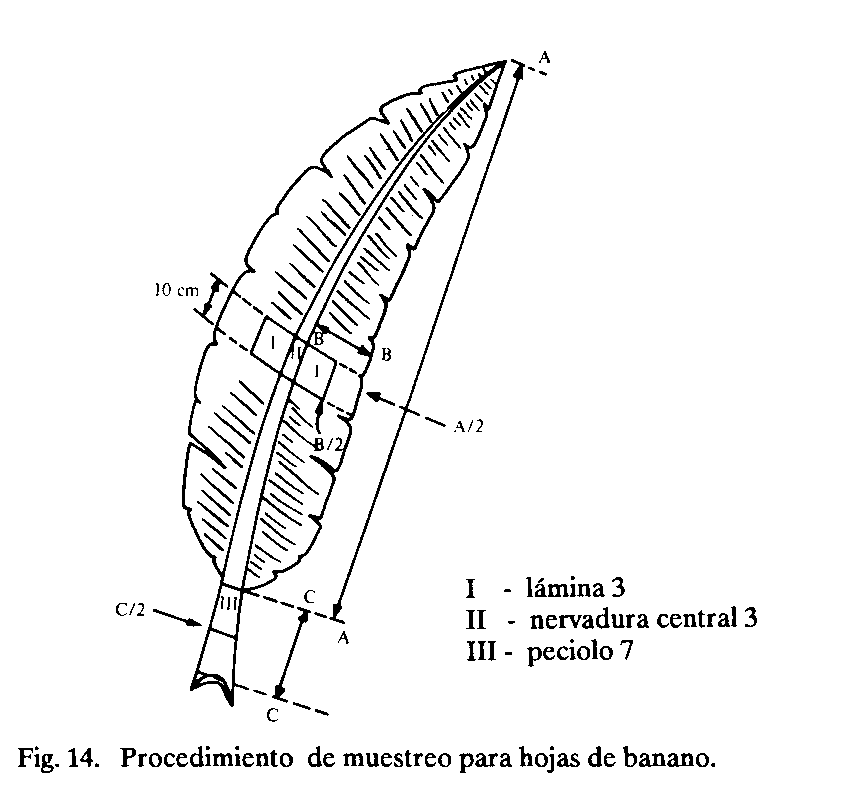 A
10 cm
I
II
B
I
B
A/2
B/2
III
C/2
C
A
C
I - lámina 3
II - nervadura central 3
III - peciolo 7
Fig. 14. Procedimiento de muestreo para hojas de banano.